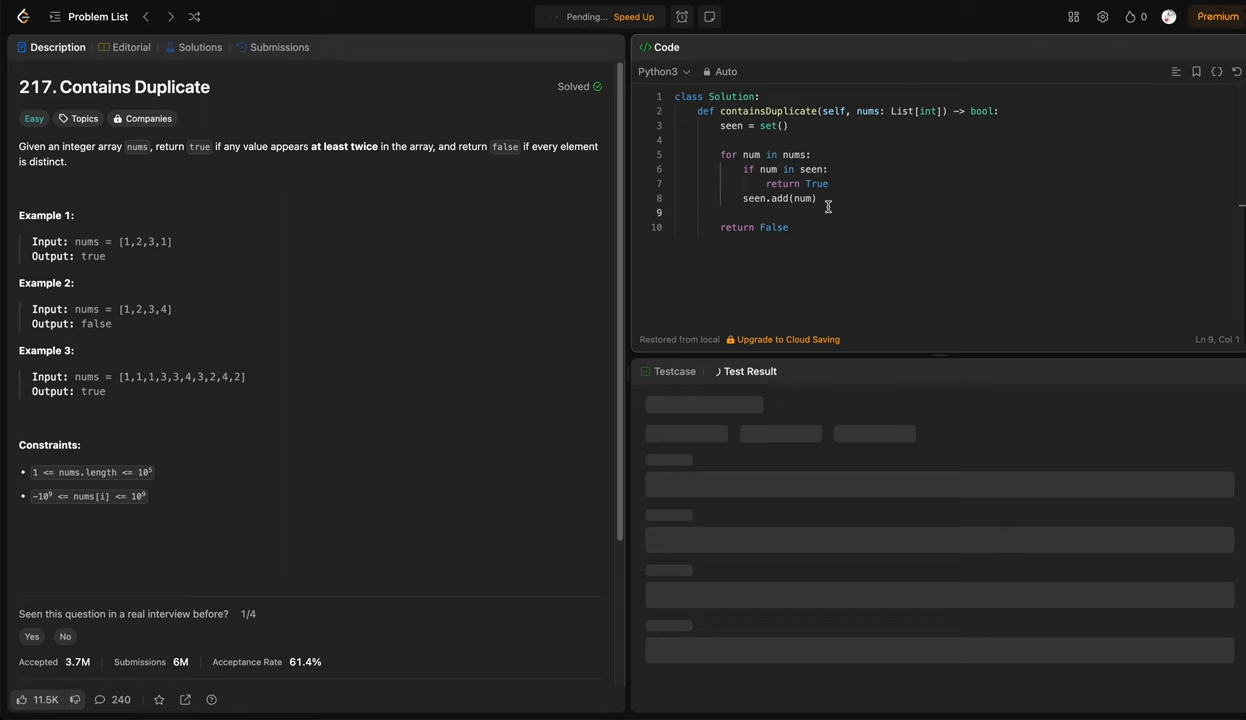 Problem List
Pending... Speed Up
0
Premium
Description
Editorial
Solutions
Submissions
217. Contains Duplicate
Solved
Easy
Topics
Companies
Given an integer array nums, return true if any value appears at least twice in the array, and return false if every element
is distinct.
Example 1:
Input: nums = [1,2,3,1]
Output: true
Example 2:
Input: nums = [1,2,3,4]
Output: false
Example 3:
Input: nums = [1,1,1,3,3,4,3,2,4,2]
Output: true
Constraints:
• 1 <= nums.length <= 10⁵
• -10⁹ <= nums[i] <= 10⁹
Seen this question in a real interview before? 1/4
Yes No
Accepted 3.7M Submissions 6M Acceptance Rate 61.4%
11.5K 240
</> Code
Python3 Auto
1 class Solution:
2 def containsDuplicate(self, nums: List[int]) -> bool:
3 seen = set()
4
5 for num in nums:
6 if num in seen:
7 return True
8 seen.add(num)
9
10 return False
Restored from local Upgrade to Cloud Saving Ln 9, Col 1
Testcase Test Result